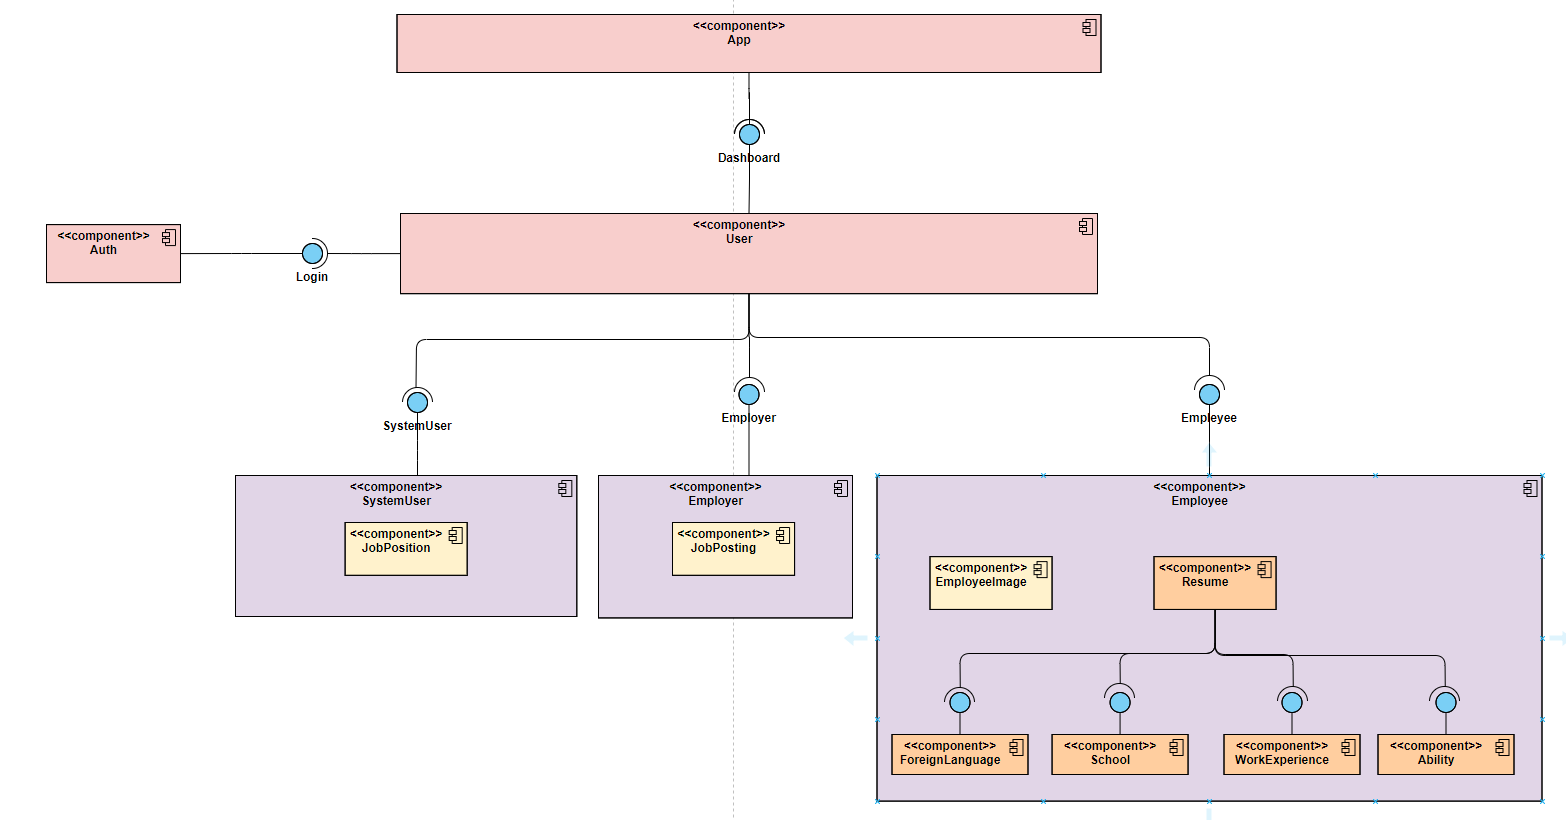 <<component>>
App
Dashboard
<<component>>
User
<<component>>
Auth
Login
SystemUser
Employer
Empleyee
<<component>>
SystemUser
<<component>>
JobPosition
<<component>>
Employer
<<component>>
JobPosting
<<component>>
Employee
<<component>>
EmployeeImage
<<component>>
Resume
<<component>>
ForeignLanguage
<<component>>
School
<<component>>
WorkExperience
<<component>>
Ability